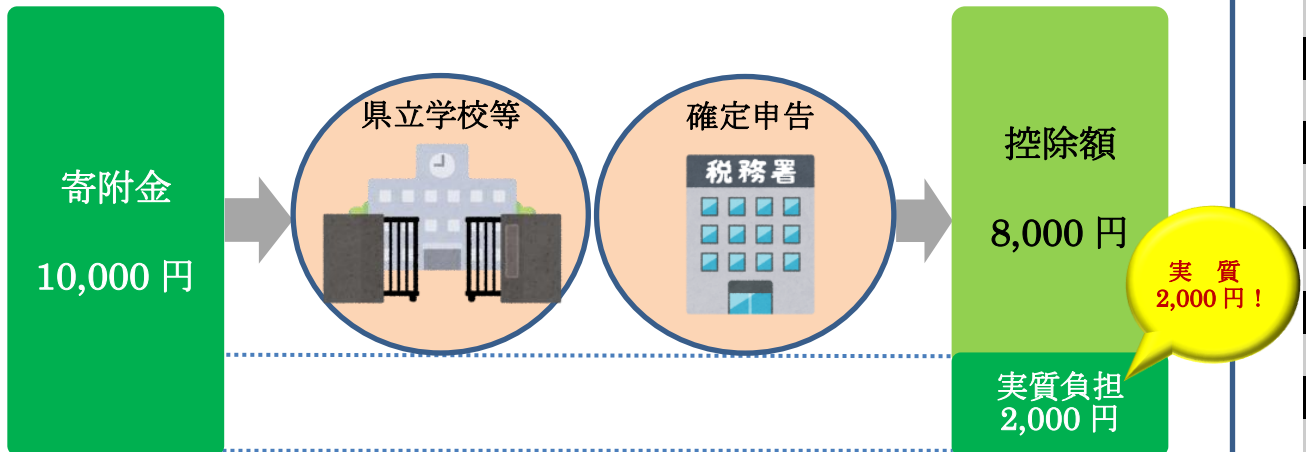 寄附金
10,000 円
県立学校等
確定申告
税務署
控除額
8,000 円
実　質
2,000 円！
実質負担
2,000 円